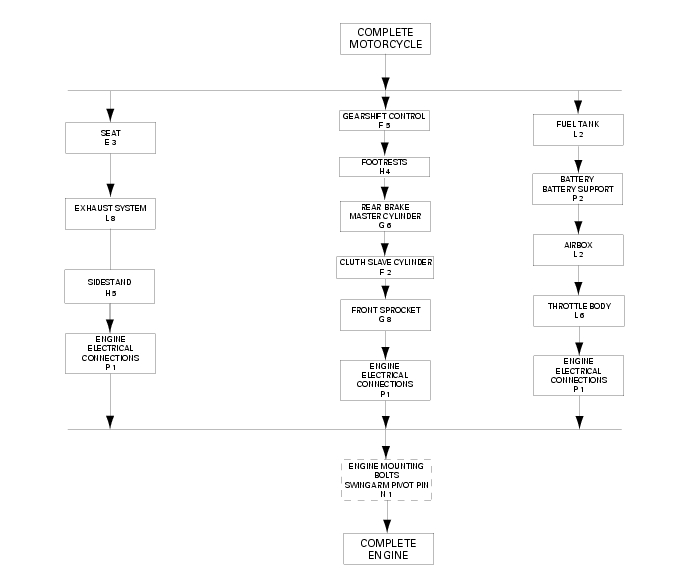 COMPLETE
MOTORCYCLE
SEAT
E 3
EXHAUST SYSTEM
L 8
SIDESTAND
H 5
ENGINE
ELECTRICAL
CONNECTIONS
P 1
GEARSHIFT CONTROL
F 5
FOOTRESTS
H 4
REAR BRAKE
MASTER CYLINDER
G 6
CLUTH SLAVE CYLINDER
F 2
FRONT SPROCKET
G 8
ENGINE
ELECTRICAL
CONNECTIONS
P 1
FUEL TANK
L 2
BATTERY
BATTERY SUPPORT
P 2
AIRBOX
L 2
THROTTLE BODY
L 6
ENGINE
ELECTRICAL
CONNECTIONS
P 1
ENGINE MOUNTING
BOLTS
SWINGARM PIVOT PIN
N 1
COMPLETE
ENGINE